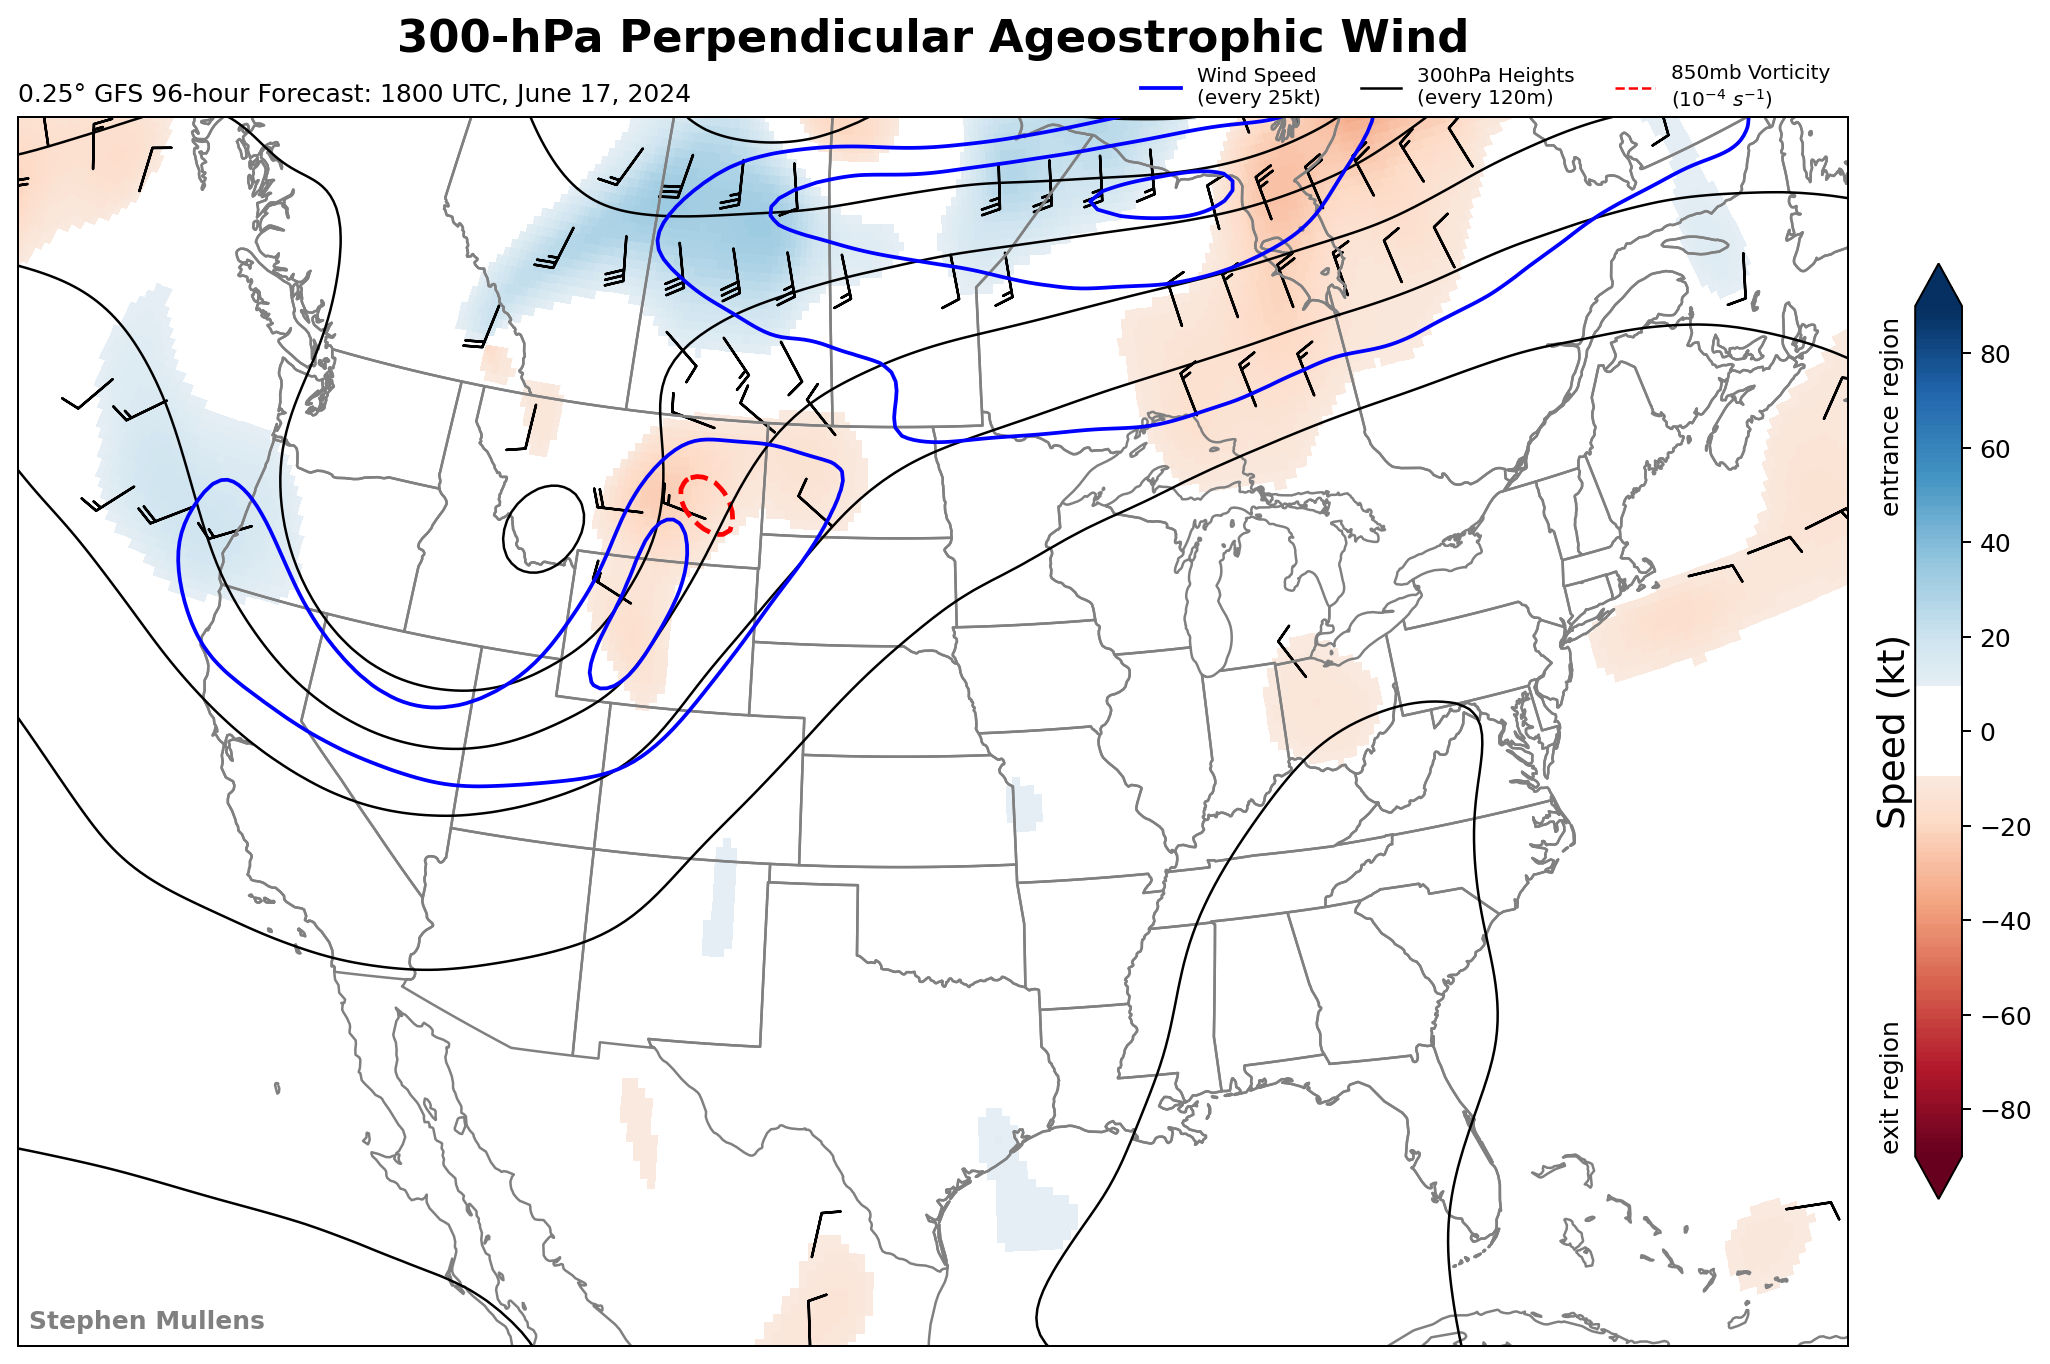 300-hPa Perpendicular Ageostrophic Wind
0.25° GFS 96-hour Forecast: 1800 UTC, June 17, 2024
Wind Speed
(every 25kt)
300hPa Heights
(every 120m)
850mb Vorticity
(10⁻⁴ s⁻¹)
entrance region
Speed (kt)
exit region
80
60
40
20
0
−20
−40
−60
−80
Stephen Mullens